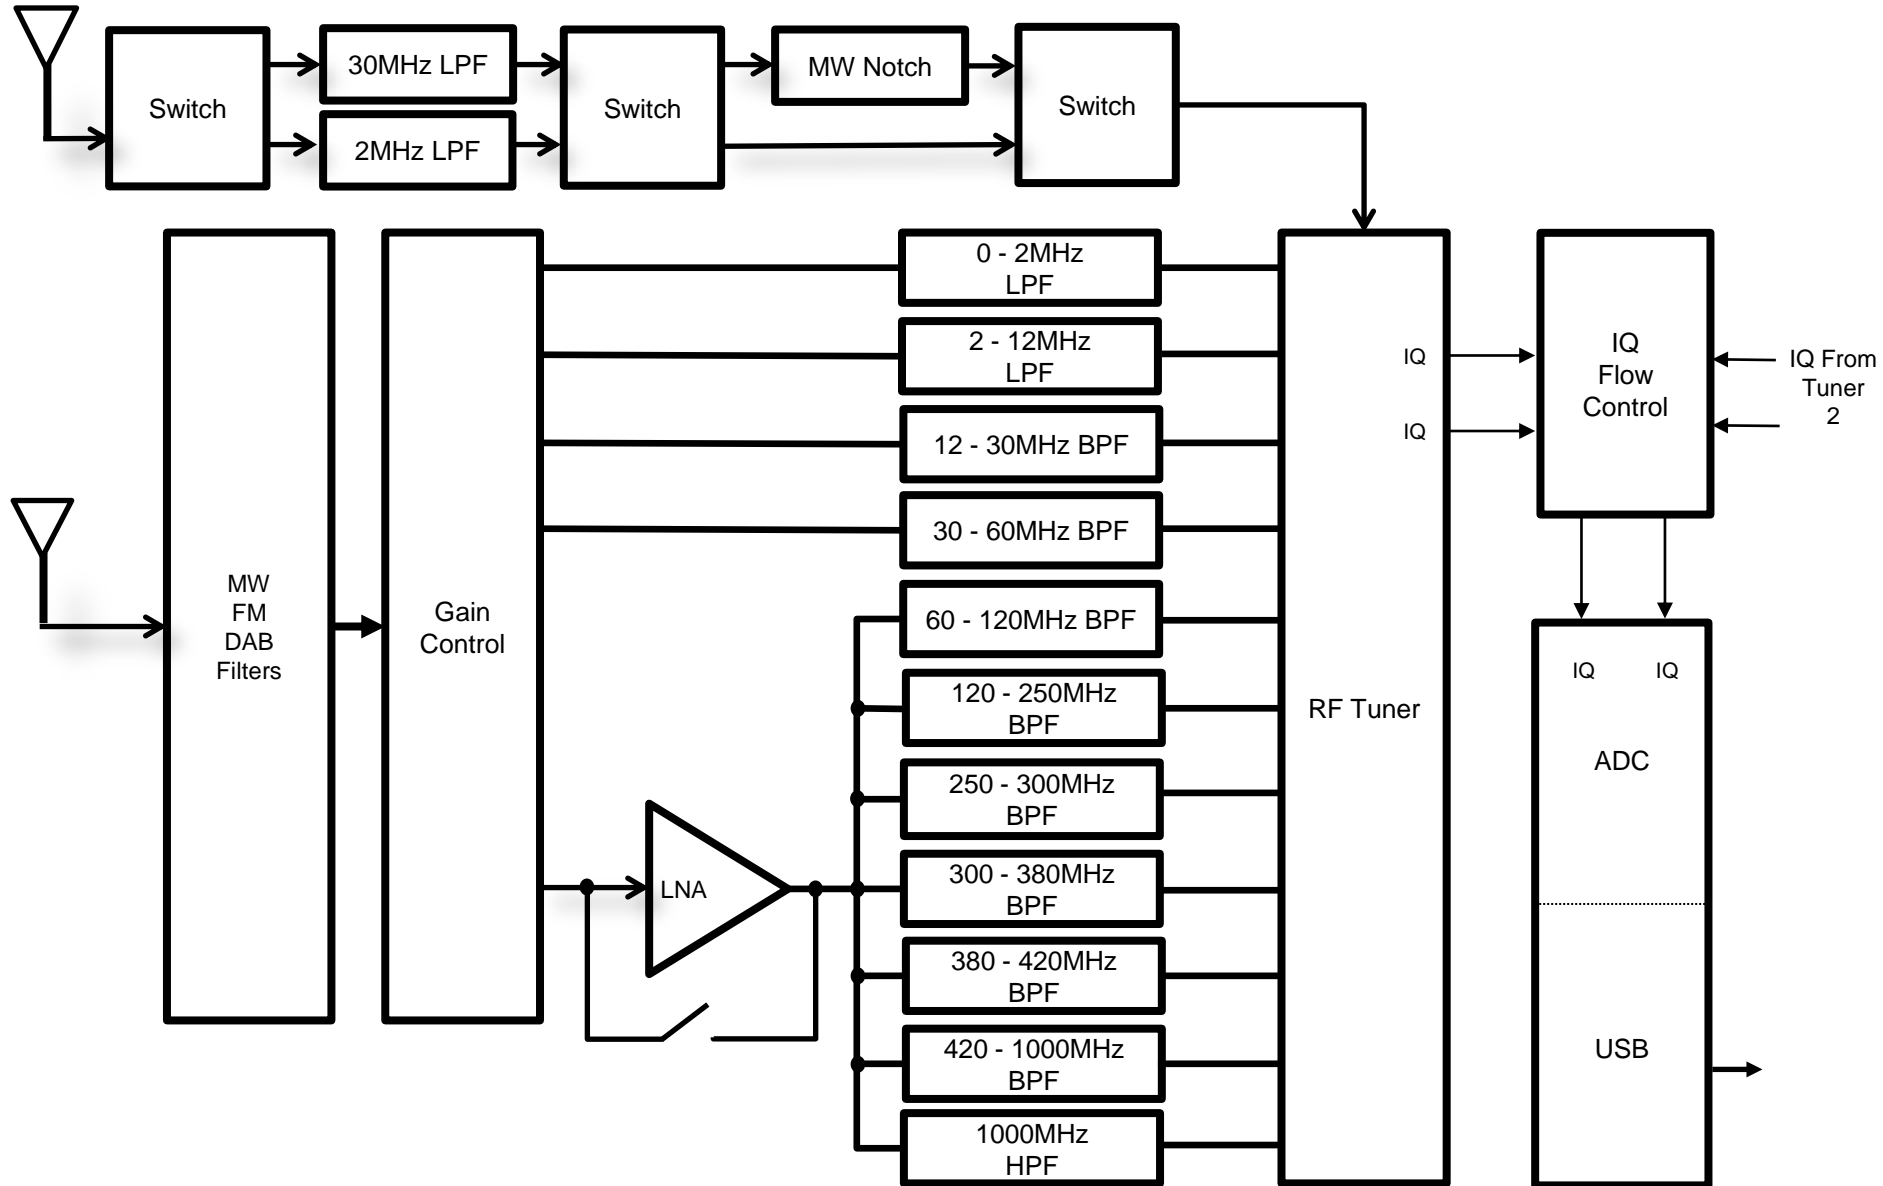 30MHz LPF
MW Notch
Switch
Switch
Switch
2MHz LPF
0 - 2MHz
LPF
2 - 12MHz
LPF
12 - 30MHz BPF
30 - 60MHz BPF
60 - 120MHz BPF
120 - 250MHz
BPF
250 - 300MHz
BPF
300 - 380MHz
BPF
380 - 420MHz
BPF
420 - 1000MHz
BPF
1000MHz
HPF
MW
FM
DAB
Filters
Gain
Control
LNA
RF Tuner
IQ
IQ
IQ
Flow
Control
IQ From
Tuner
2
IQ
IQ
ADC
USB